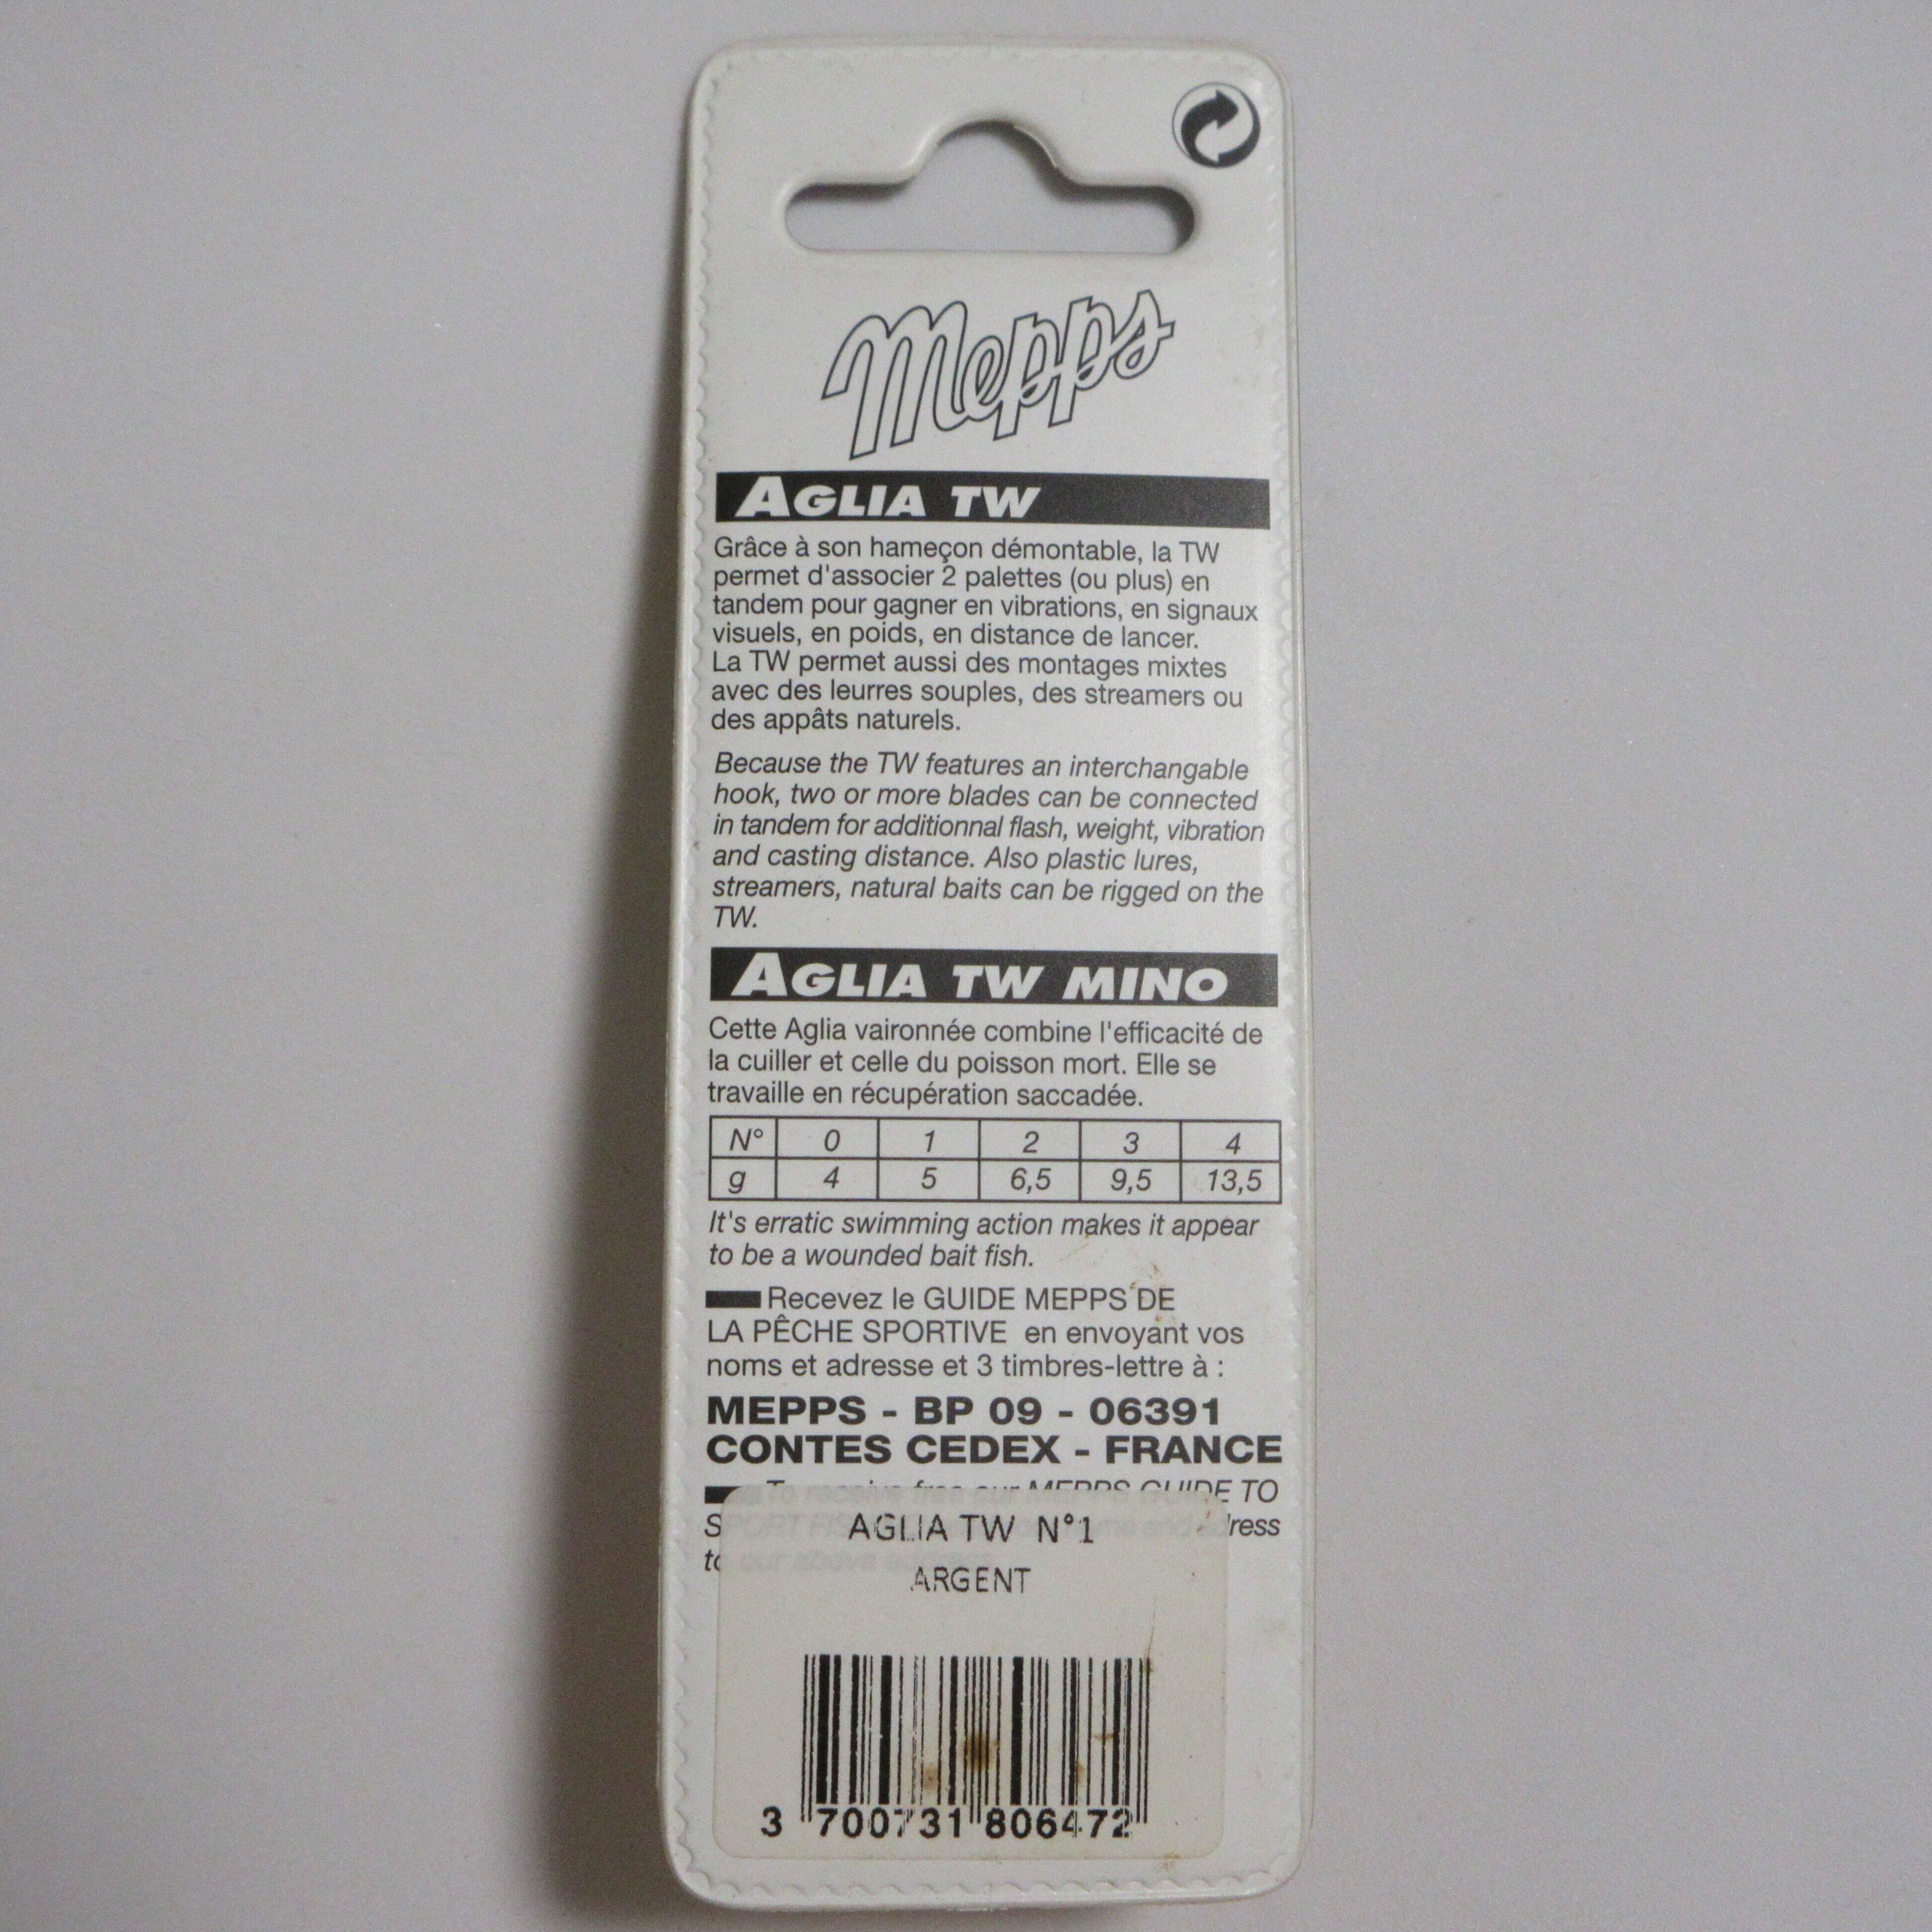 Mepps
AGLIA TW
Grâce à son hameçon démontable, la TW
permet d'associer 2 palettes (ou plus) en
tandem pour gagner en vibrations, en signaux
visuels, en poids, en distance de lancer.
La TW permet aussi des montages mixtes
avec des leurres souples, des streamers ou
des appâts naturels.
Because the TW features an interchangable
hook, two or more blades can be connected
in tandem for additionnal flash, weight, vibration
and casting distance. Also plastic lures,
streamers, natural baits can be rigged on the
TW.
AGLIA TW MINO
Cette Aglia vaironnée combine l'efficacité de
la cuiller et celle du poisson mort. Elle se
travaille en récupération saccadée.
N° 0 1 2 3 4
g 4 5 6,5 9,5 13,5
It's erratic swimming action makes it appear
to be a wounded bait fish.
Recevez le GUIDE MEPPS DE
LA PÊCHE SPORTIVE en envoyant vos
noms et adresse et 3 timbres-lettre à :
MEPPS - BP 09 - 06391
CONTES CEDEX - FRANCE
To receive free our MEPPS GUIDE TO
AGLIA TW N°1
ARGENT
3 700731 806472